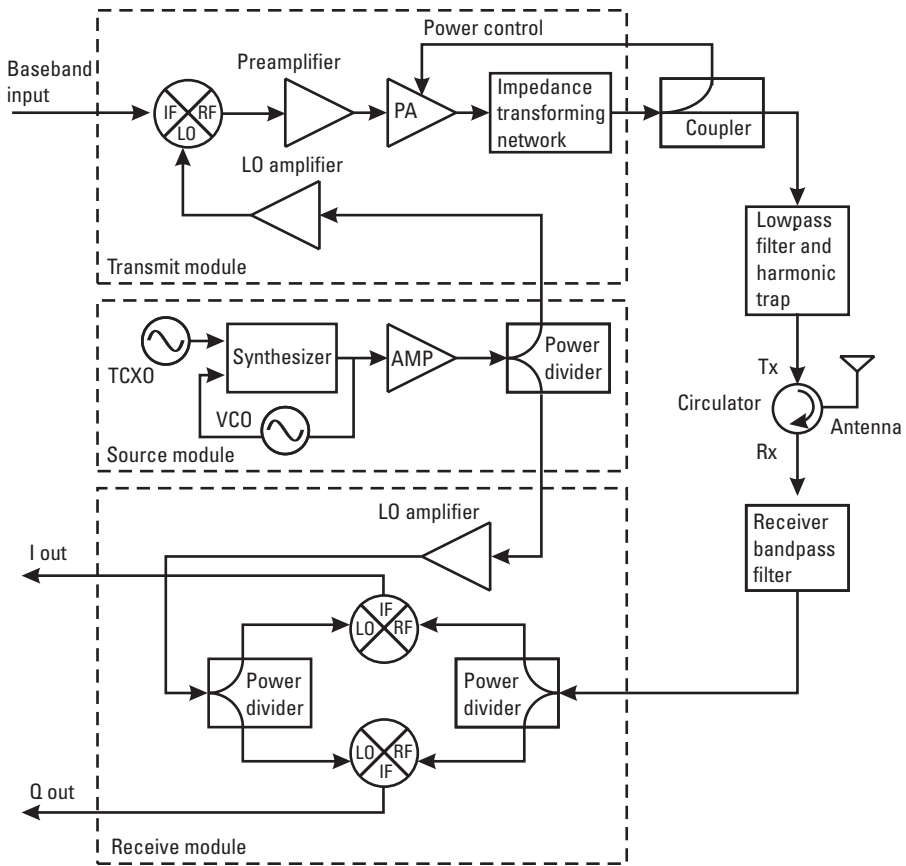 Power control
Baseband
input
Preamplifier
IF RF
LO
PA
Impedance
transforming
network
Coupler
LO amplifier
Transmit module
Lowpass
filter and
harmonic
trap
TCXO
Synthesizer
AMP
Power
divider
VCO
Source module
Tx
Circulator
Antenna
Rx
LO amplifier
Receiver
bandpass
filter
I out
IF
LO RF
Power
divider
Power
divider
LO RF
IF
Q out
Receive module